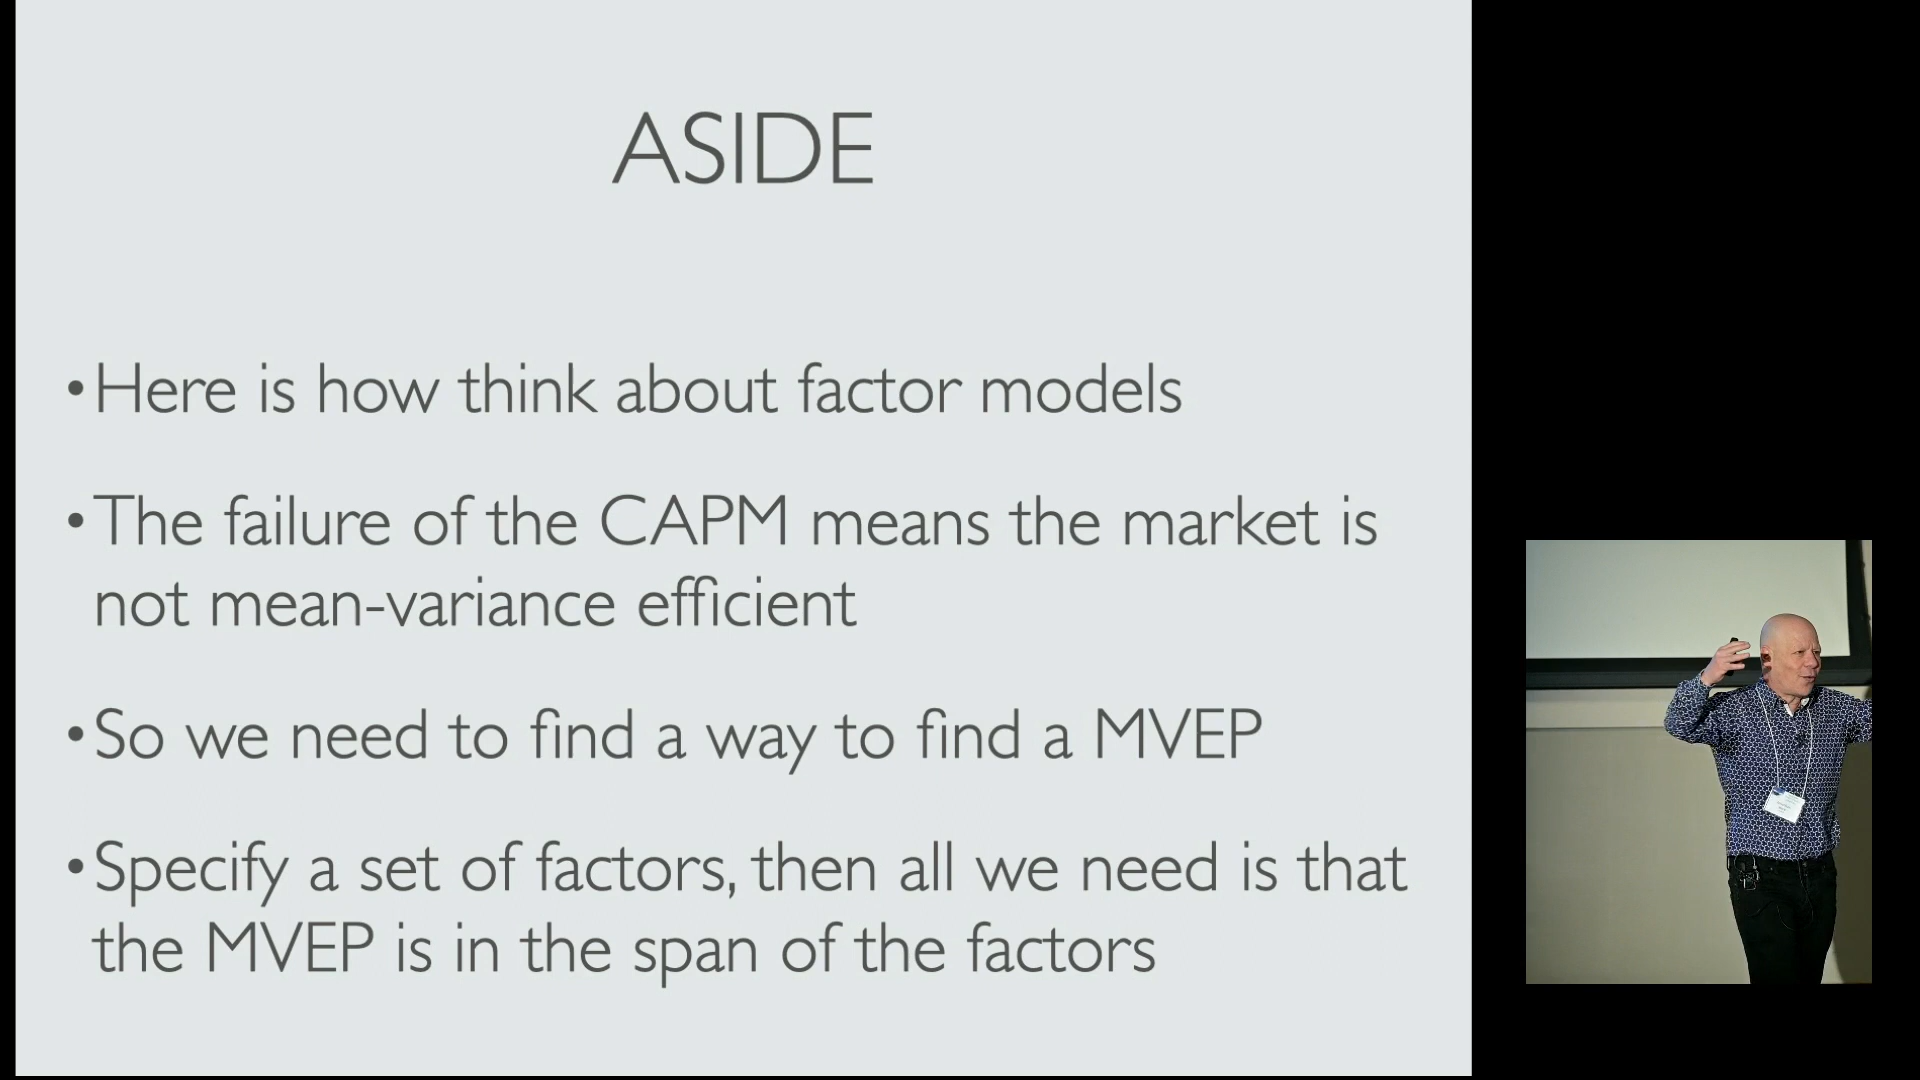 ASIDE
•Here is how think about factor models
•The failure of the CAPM means the market is
not mean-variance efficient
•So we need to find a way to find a MVEP
•Specify a set of factors, then all we need is that
the MVEP is in the span of the factors